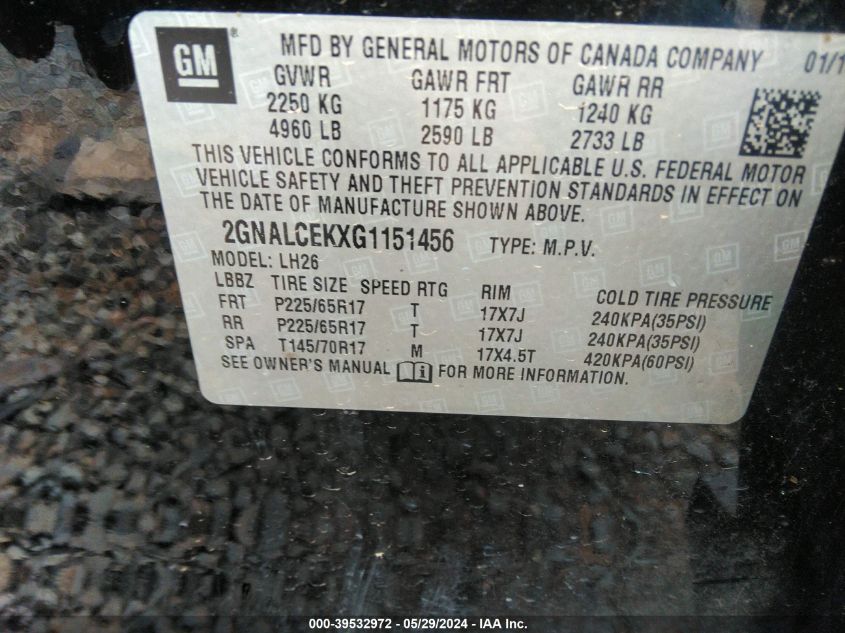 GM ® MFD BY GENERAL MOTORS OF CANADA COMPANY 01/1
GVWR GAWR FRT GAWR RR
2250 KG 1175 KG 1240 KG
4960 LB 2590 LB 2733 LB
THIS VEHICLE CONFORMS TO ALL APPLICABLE U.S. FEDERAL MOTOR
VEHICLE SAFETY AND THEFT PREVENTION STANDARDS IN EFFECT ON
THE DATE OF MANUFACTURE SHOWN ABOVE.
2GNALCEKXG1151456 TYPE: M.P.V.
MODEL: LH26
LBBZ TIRE SIZE SPEED RTG RIM COLD TIRE PRESSURE
FRT P225/65R17 T 17X7J 240KPA(35PSI)
RR P225/65R17 T 17X7J 240KPA(35PSI)
SPA T145/70R17 M 17X4.5T 420KPA(60PSI)
SEE OWNER'S MANUAL FOR MORE INFORMATION.
000-39532972 - 05/29/2024 - IAA Inc.